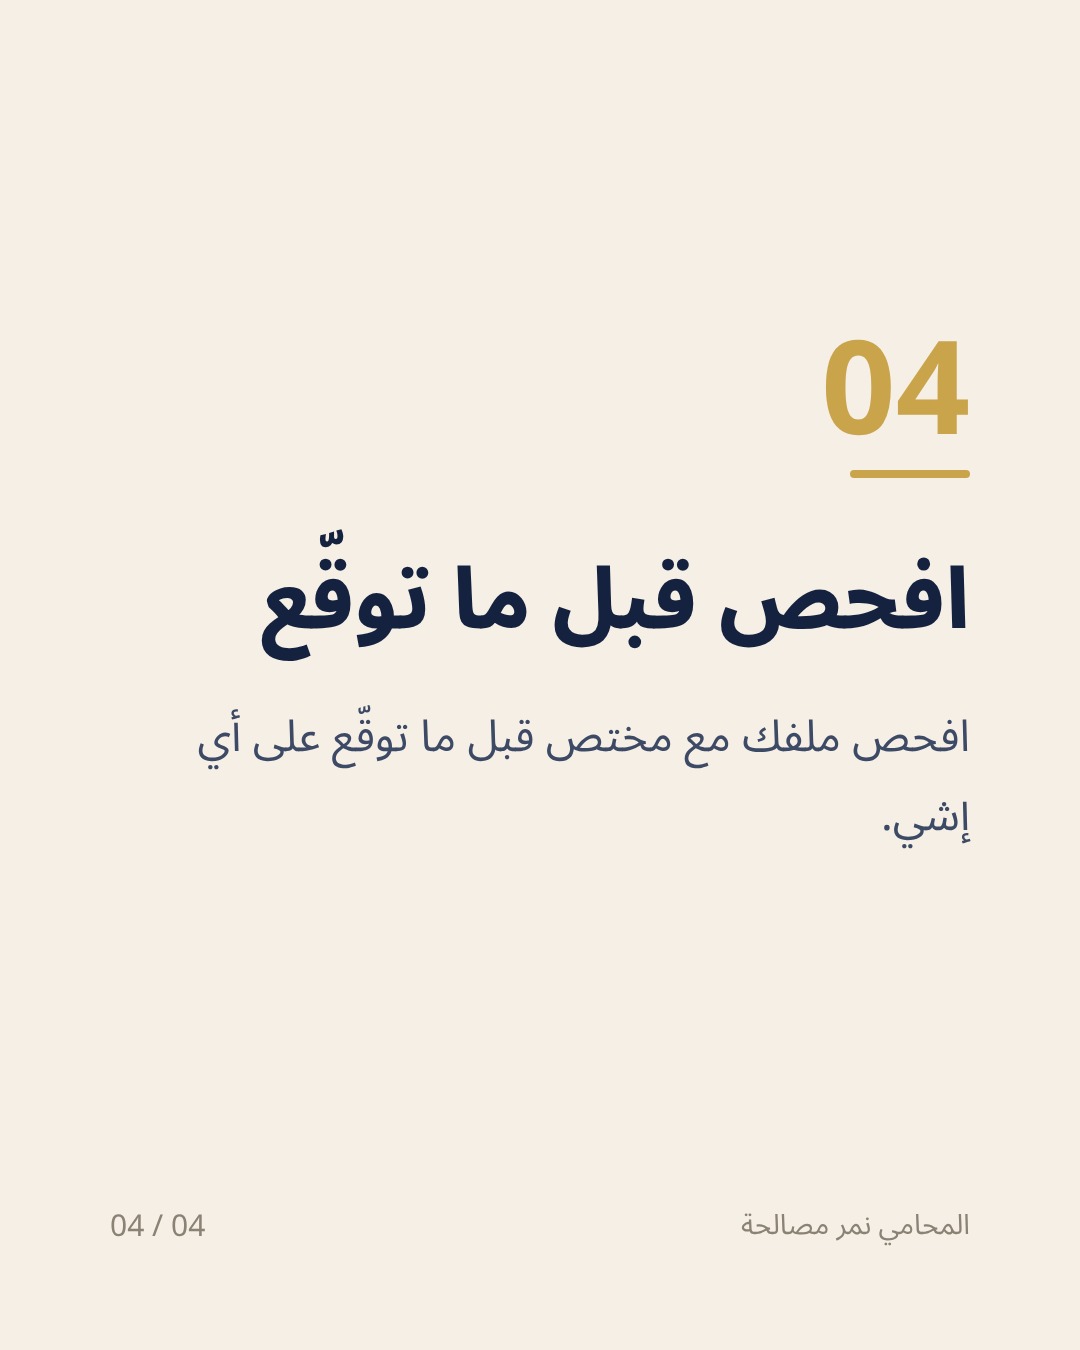 04
افحص قبل ما توقّع
افحص ملفك مع مختص قبل ما توقّع على أي
إشي.
المحامي نمر مصالحة
04 / 04